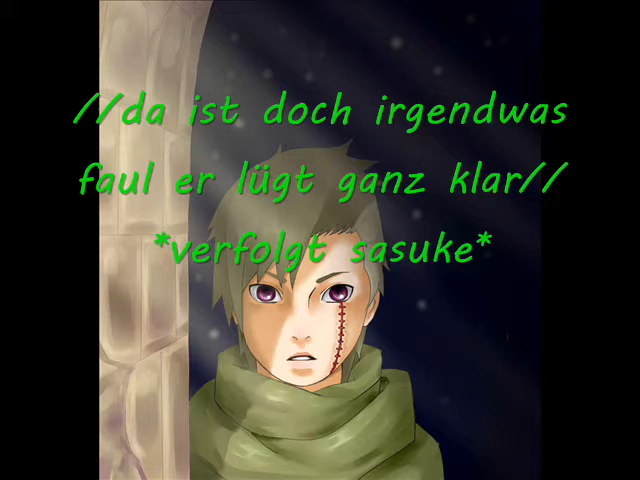 //da ist doch irgendwas
faul er lügt ganz klar//
*verfolgt sasuke*